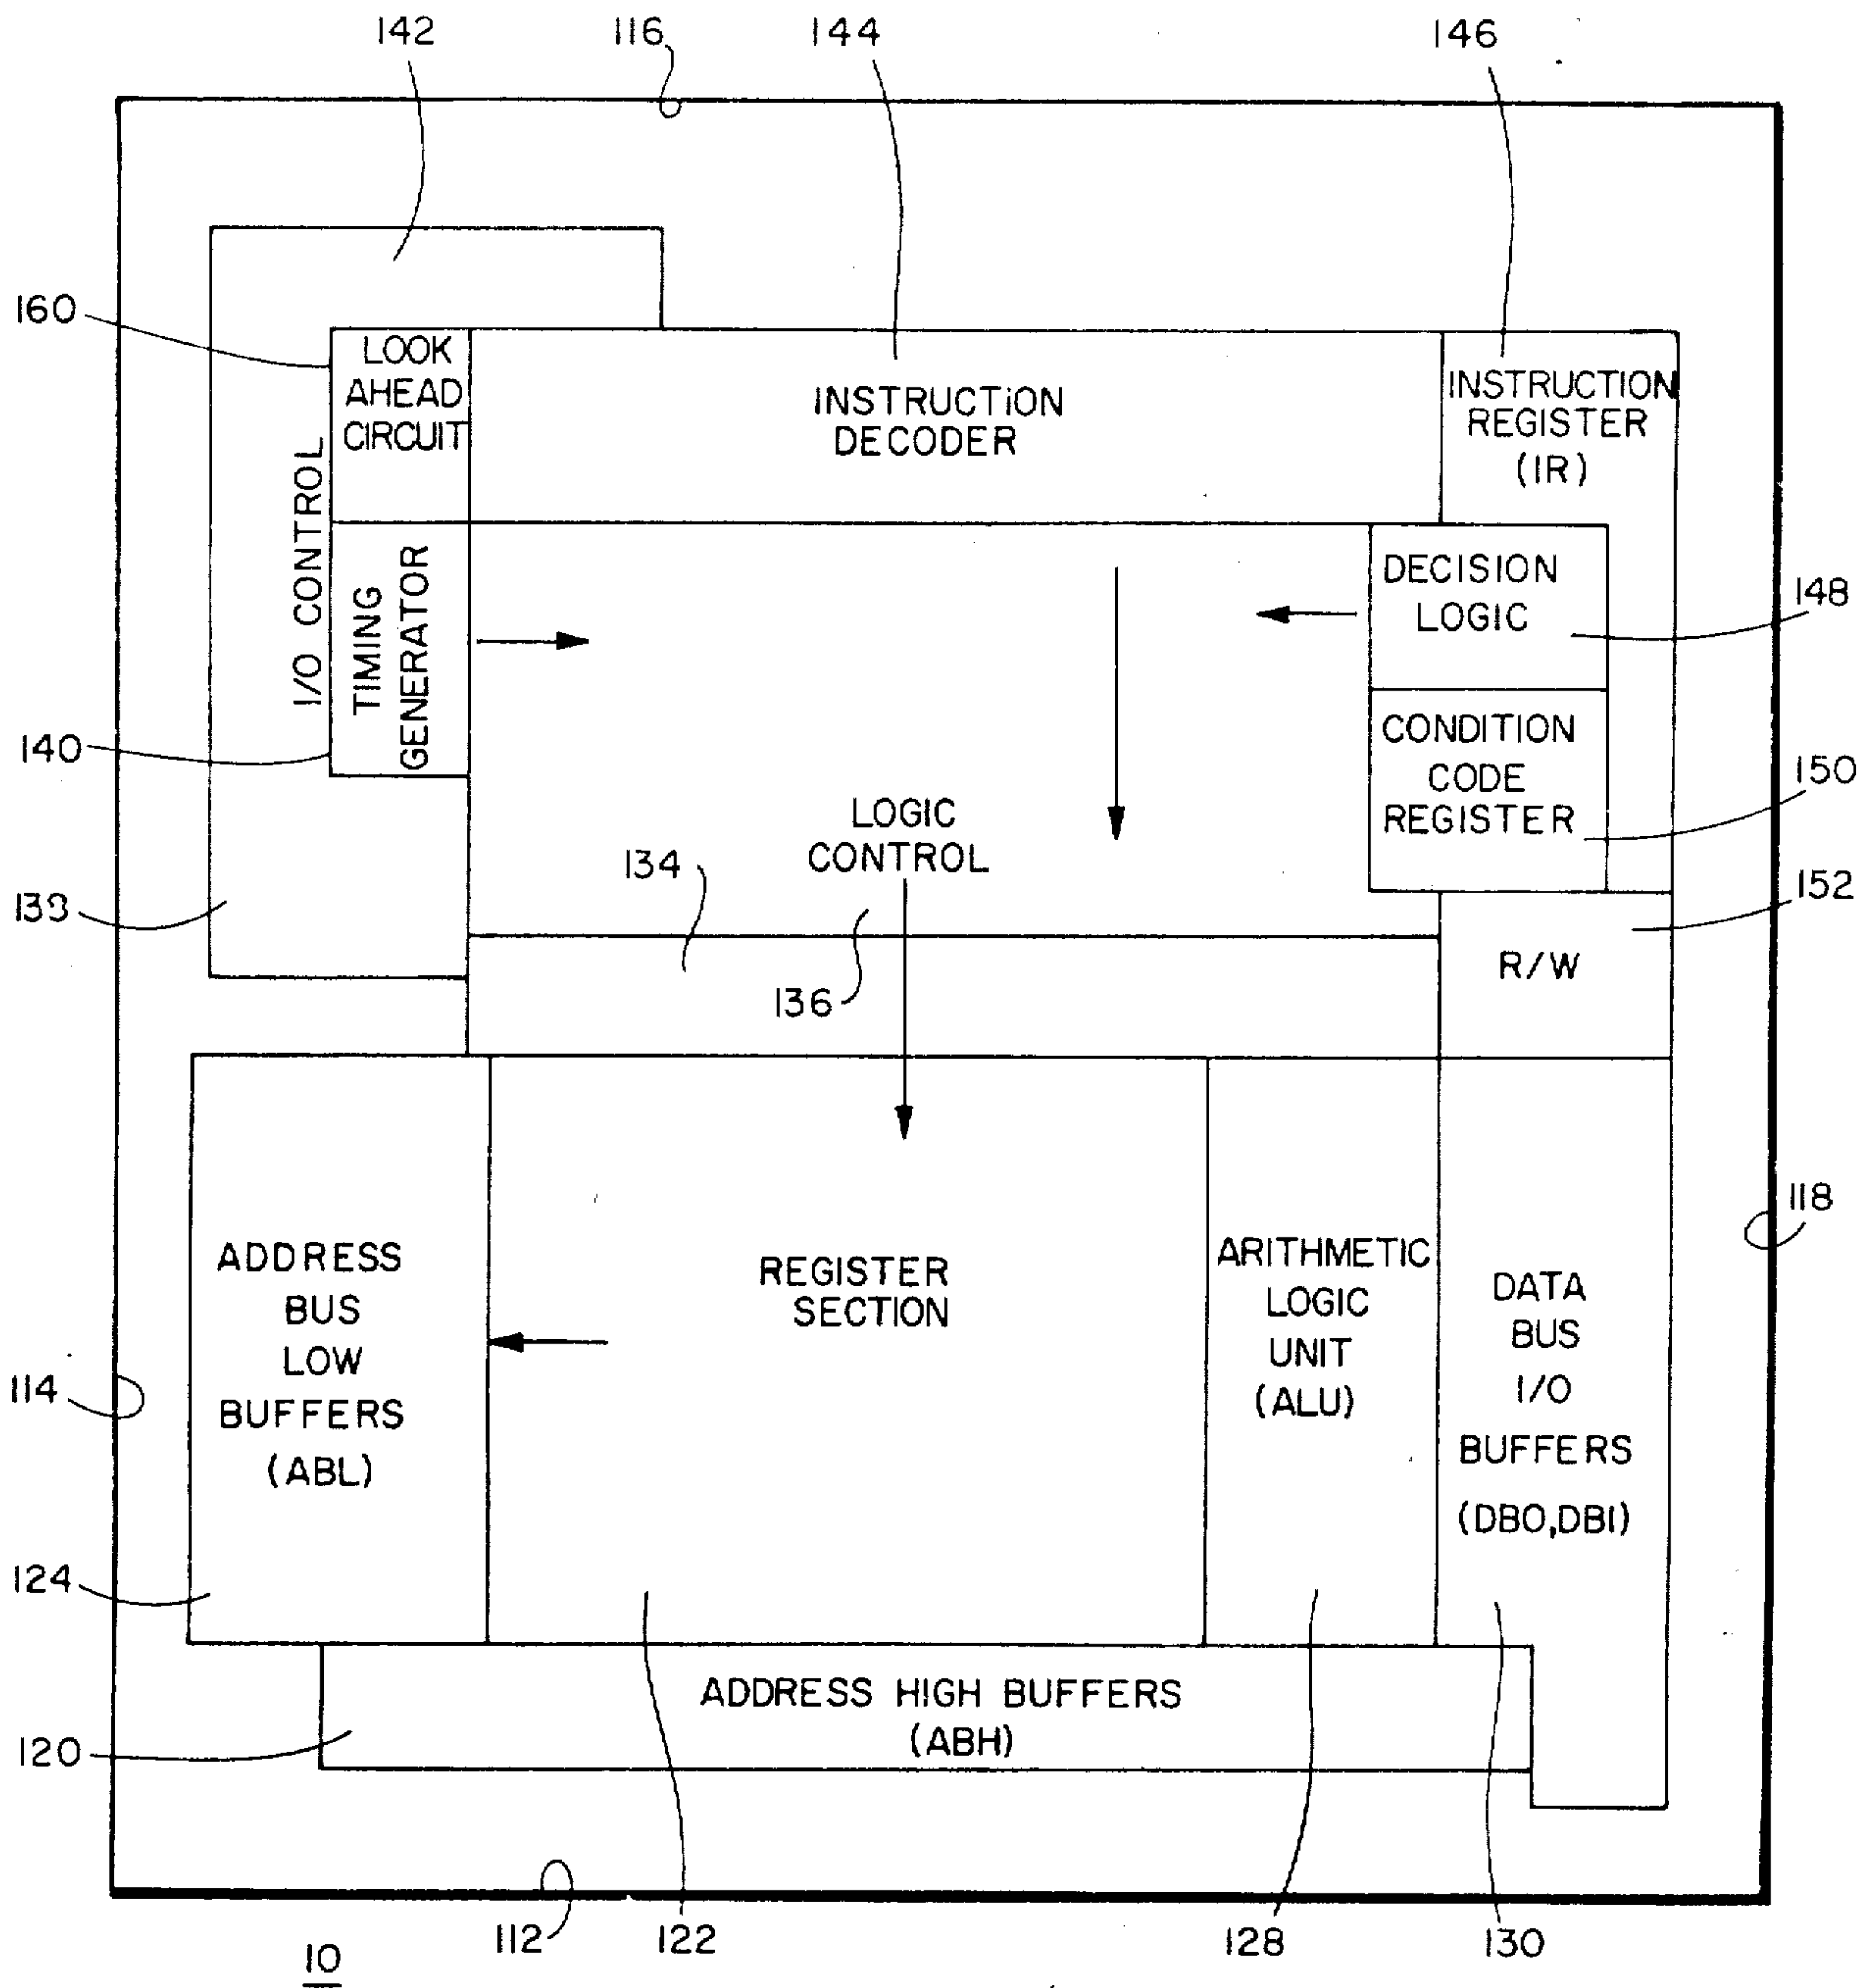 142
116
144
146
160
LOOK
AHEAD
CIRCUIT
INSTRUCTiON
DECODER
INSTRUCTION
REGISTER
(IR)
I/O CONTROL
TIMING
GENERATOR
DECISION
LOGIC
148
140
CONDITION
CODE
REGISTER
150
LOGIC
CONTROL
134
152
136
R/W
118
ADDRESS
BUS
LOW
BUFFERS
(ABL)
REGISTER
SECTION
ARITHMETIC
LOGIC
UNIT
(ALU)
DATA
BUS
I/O
BUFFERS
(DBO,DBI)
114
124
ADDRESS HIGH BUFFERS
(ABH)
120
112
122
128
130
10